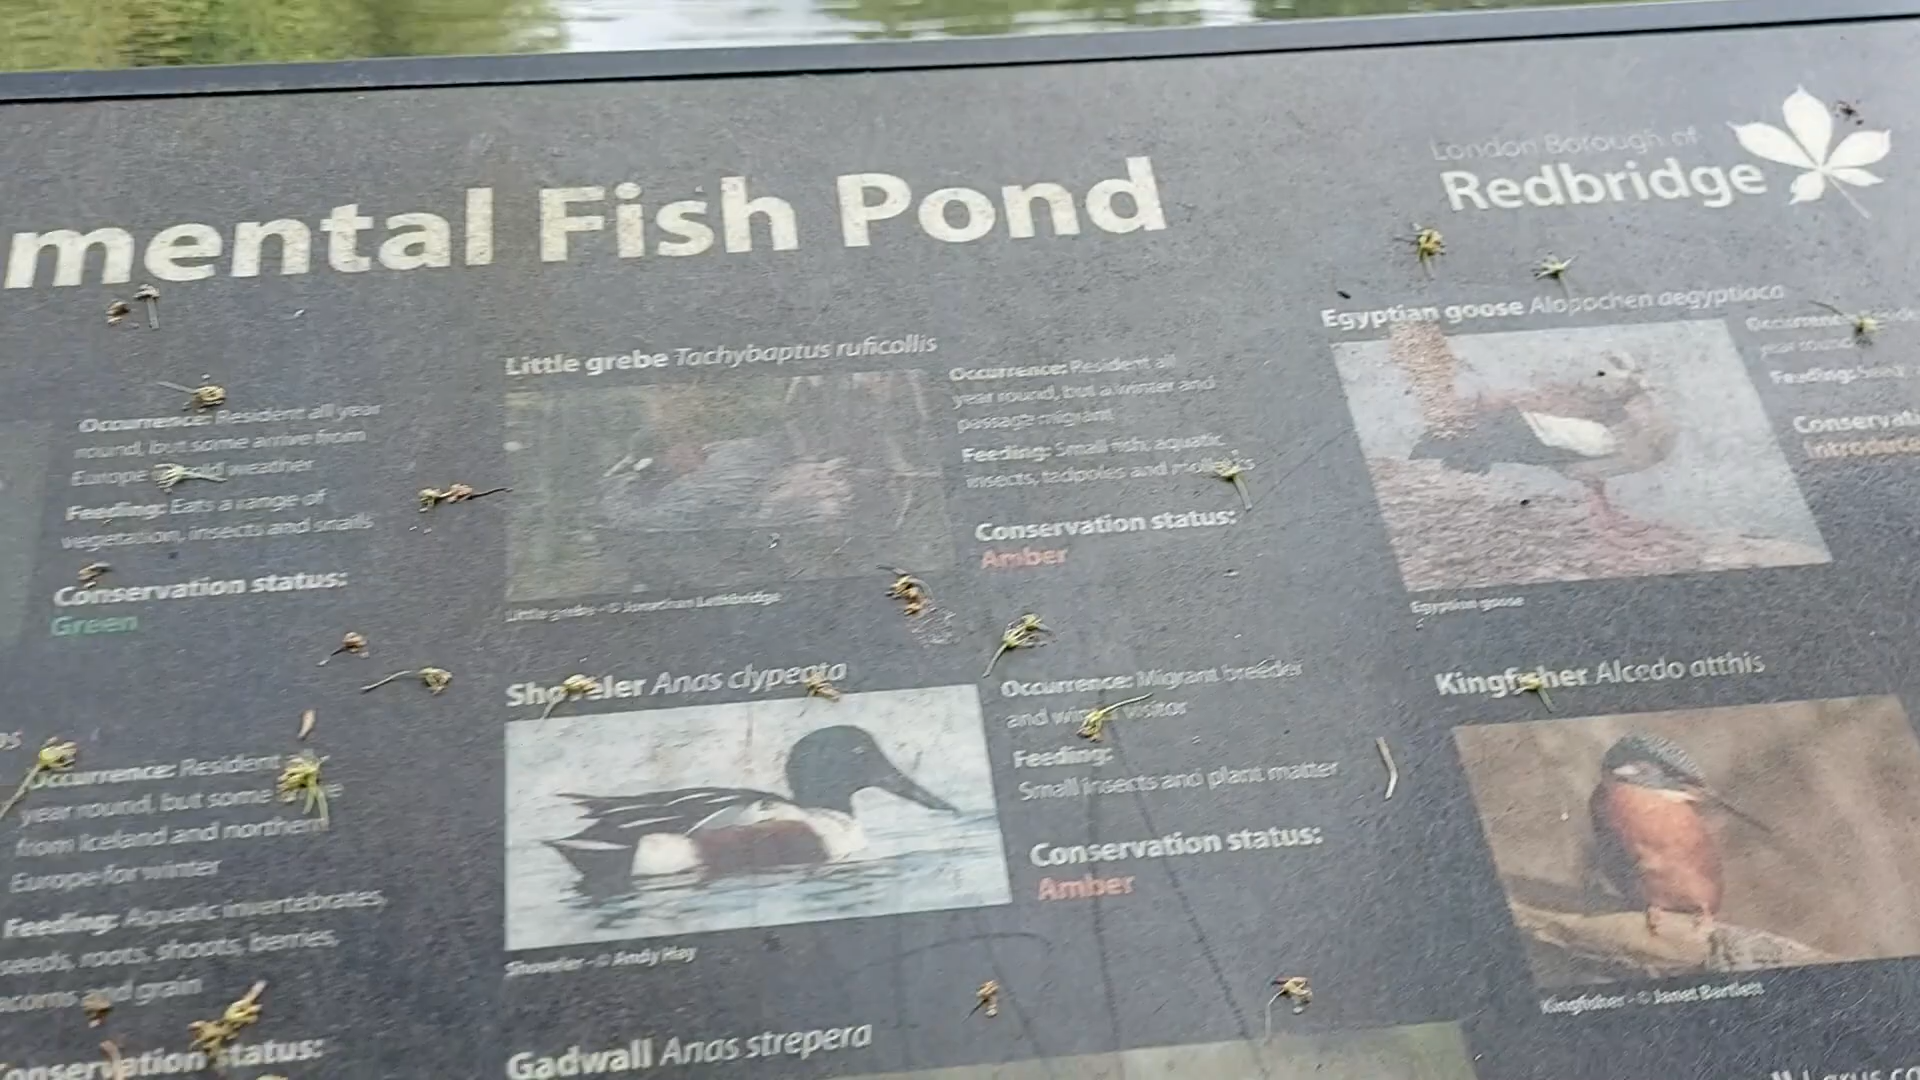 mental Fish Pond
London Borough of
Redbridge
Occurrence: Resident all year
round, but some arrive from
Europe weather
Feeding: Eats a range of
vegetation, insects and snails
Conservation status:
Green
Occurrence: Resident
year round, but some
from Iceland and northern
Europe for winter
Feeding: Aquatic invertebrates,
seeds, roots, shoots, berries,
acorns and grain
Conservation status:
Little grebe Tachybaptus ruficollis
Occurrence: Resident all
year round, but a winter and
passage migrant
Feeding: Small fish, aquatic
insects, tadpoles and molluscs
Conservation status:
Amber
Little grebe - © Jonathan Lethbridge
Shoveler Anas clypeata
Occurrence: Migrant breeder
and winter visitor
Feeding:
Small insects and plant matter
Conservation status:
Amber
Shoveler - © Andy Hay
Gadwall Anas strepera
Egyptian goose Alopochen aegyptiaca
Occurrence:
year round
Feeding:
Conservati
Introduce
Egyptian goose
Kingfisher Alcedo atthis
Kingfisher - © Janet Bartlett